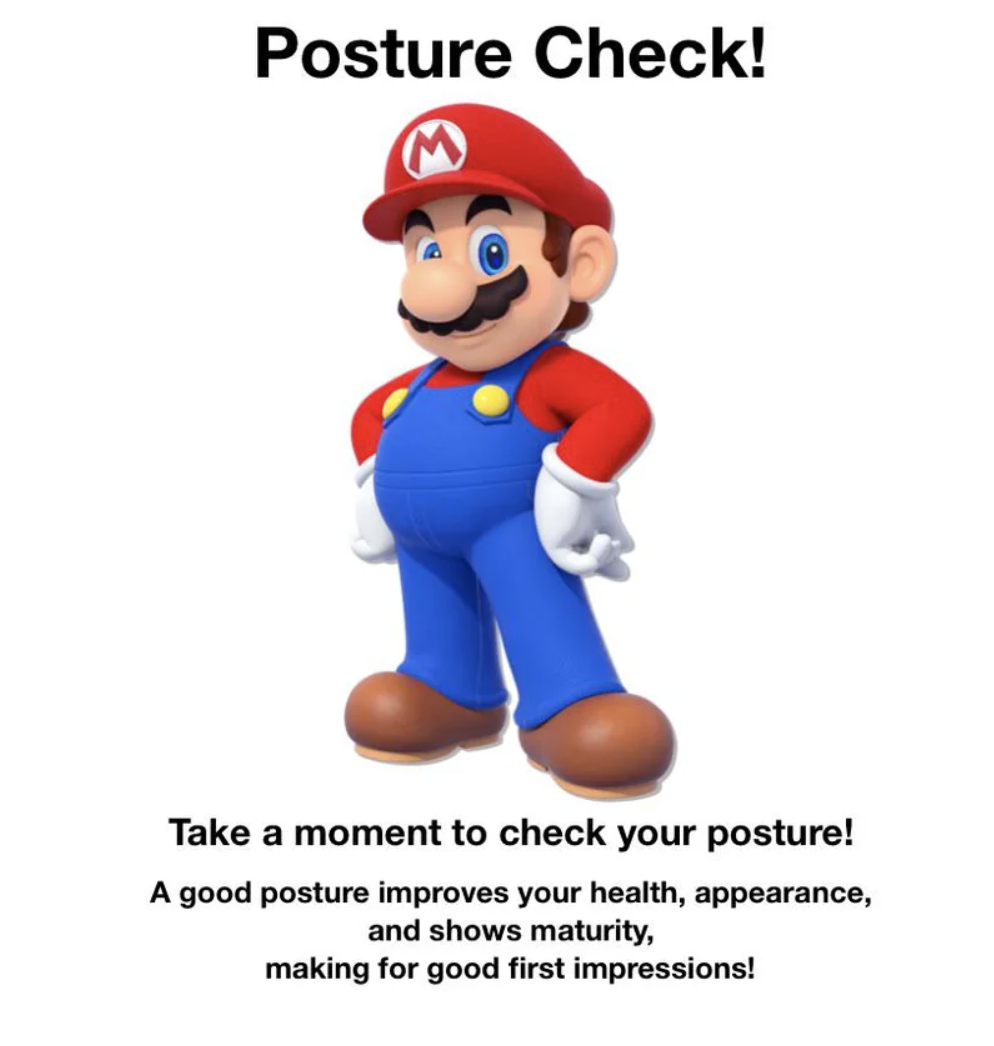 Posture Check!
M
Take a moment to check your posture!
A good posture improves your health, appearance,
and shows maturity,
making for good first impressions!